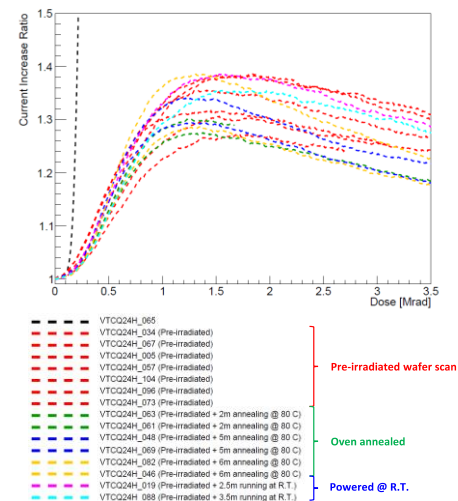 1.5
1.4
1.3
1.2
1.1
1
Current Increase Ratio
0 0.5 1 1.5 2 2.5 3 3.5
Dose [Mrad]
VTCQ24H_065
VTCQ24H_034 (Pre-irradiated)
VTCQ24H_067 (Pre-irradiated)
VTCQ24H_005 (Pre-irradiated)
VTCQ24H_057 (Pre-irradiated)
VTCQ24H_104 (Pre-irradiated)
VTCQ24H_096 (Pre-irradiated)
VTCQ24H_073 (Pre-irradiated)
Pre-irradiated wafer scan
VTCQ24H_063 (Pre-irradiated + 2m annealing @ 80 C)
VTCQ24H_061 (Pre-irradiated + 2m annealing @ 80 C)
VTCQ24H_048 (Pre-irradiated + 5m annealing @ 80 C)
VTCQ24H_069 (Pre-irradiated + 5m annealing @ 80 C)
VTCQ24H_082 (Pre-irradiated + 6m annealing @ 80 C)
VTCQ24H_046 (Pre-irradiated + 6m annealing @ 80 C)
Oven annealed
VTCQ24H_019 (Pre-irradiated + 2.5m running at R.T.)
VTCQ24H_088 (Pre-irradiated + 3.5m running at R.T.)
Powered @ R.T.